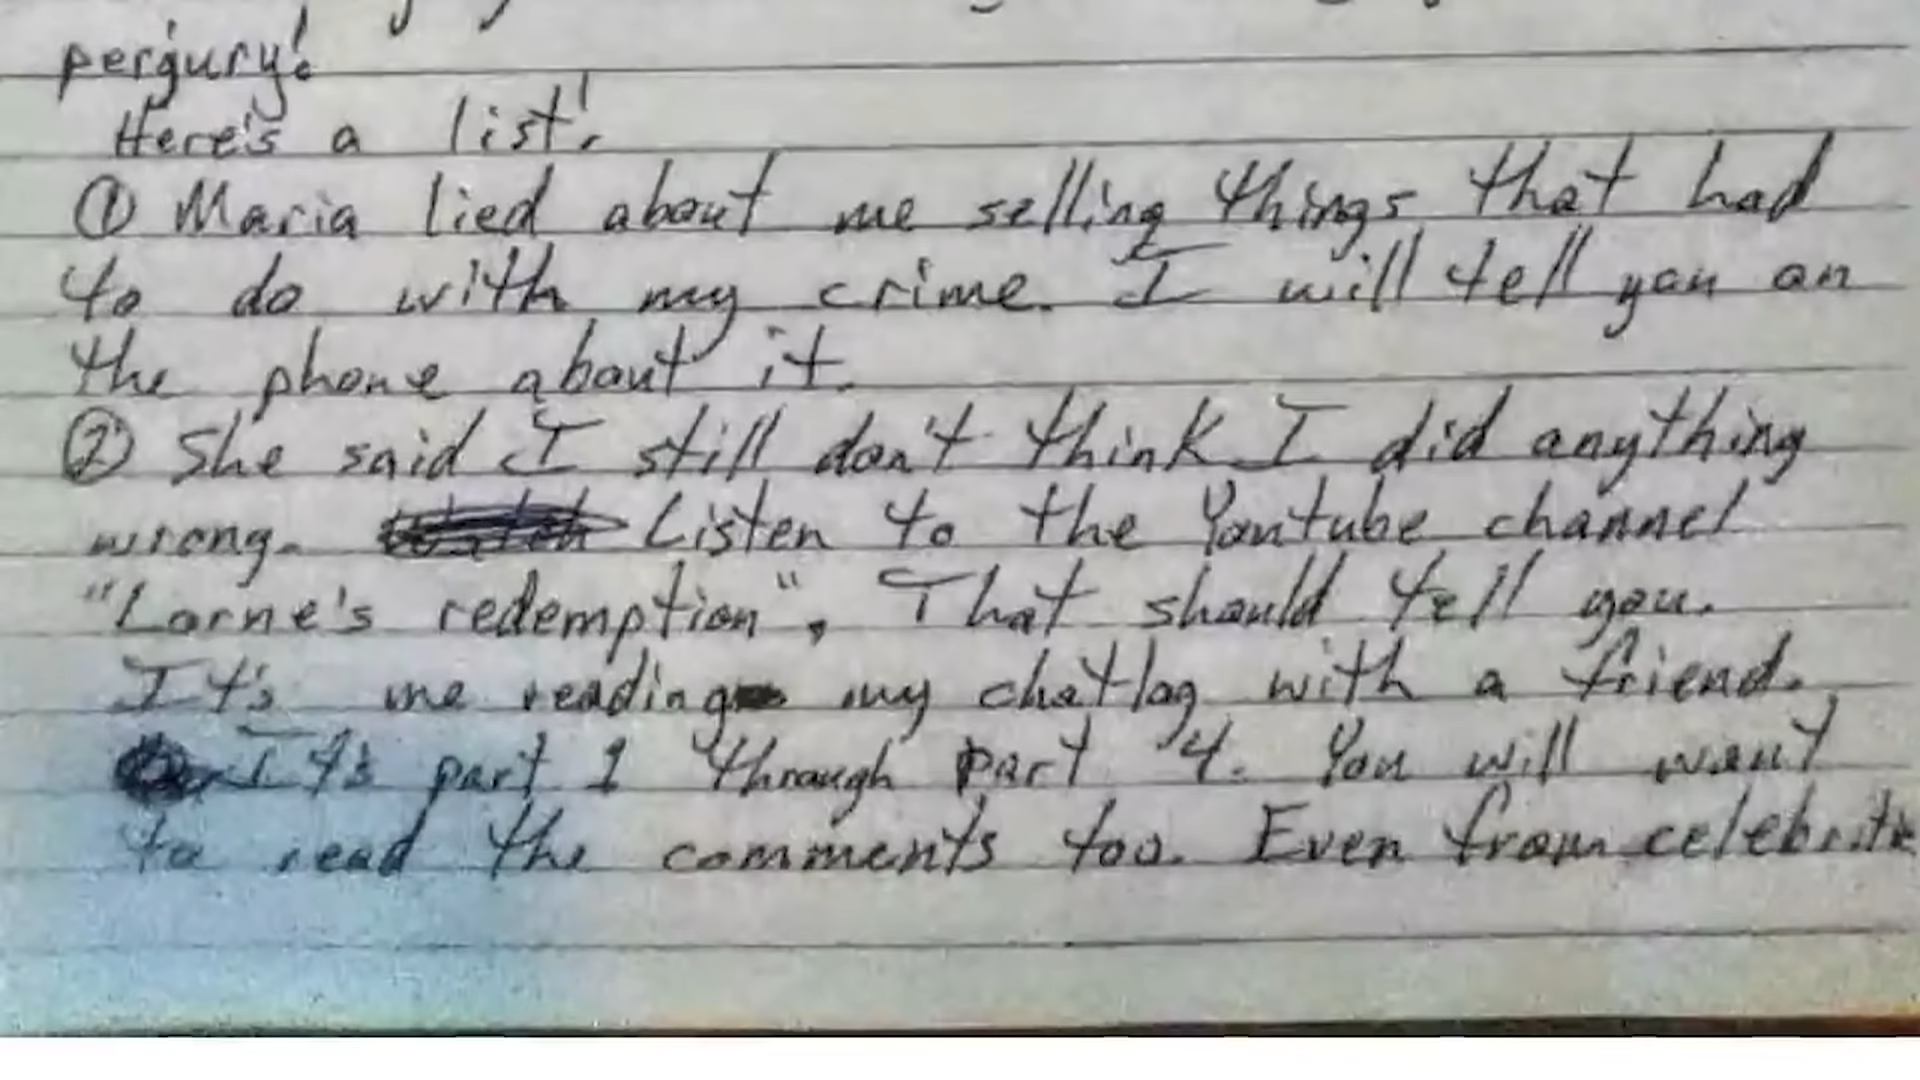 pergury!
Here's a list!
① Maria lied about me selling things that had
to do with my crime. I will tell you on
the phone about it.
② She said I still don't think I did anything
wrong. Listen to the Youtube channel
"Lorne's redemption". That should tell you.
It's me reading my chatlog with a friend.
It's part 1 through part 4. You will want
to read the comments too. Even from